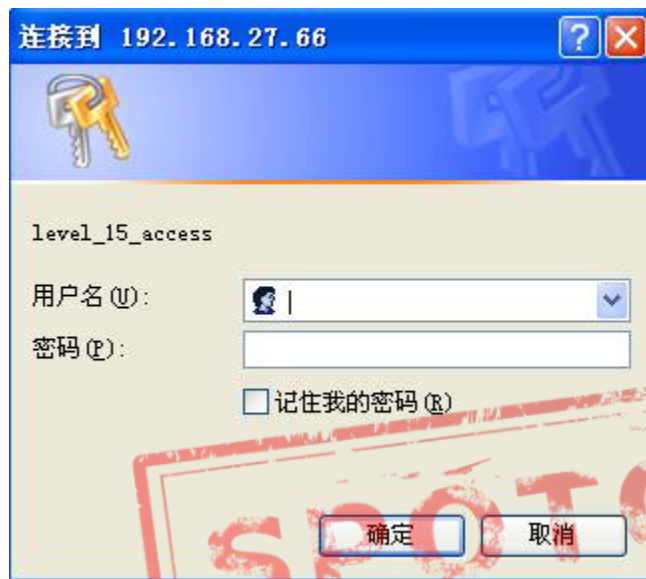 连接到 192.168.27.66
level_15_access
用户名(U):
密码(P):
记住我的密码(R)
确定 取消
SPOTO